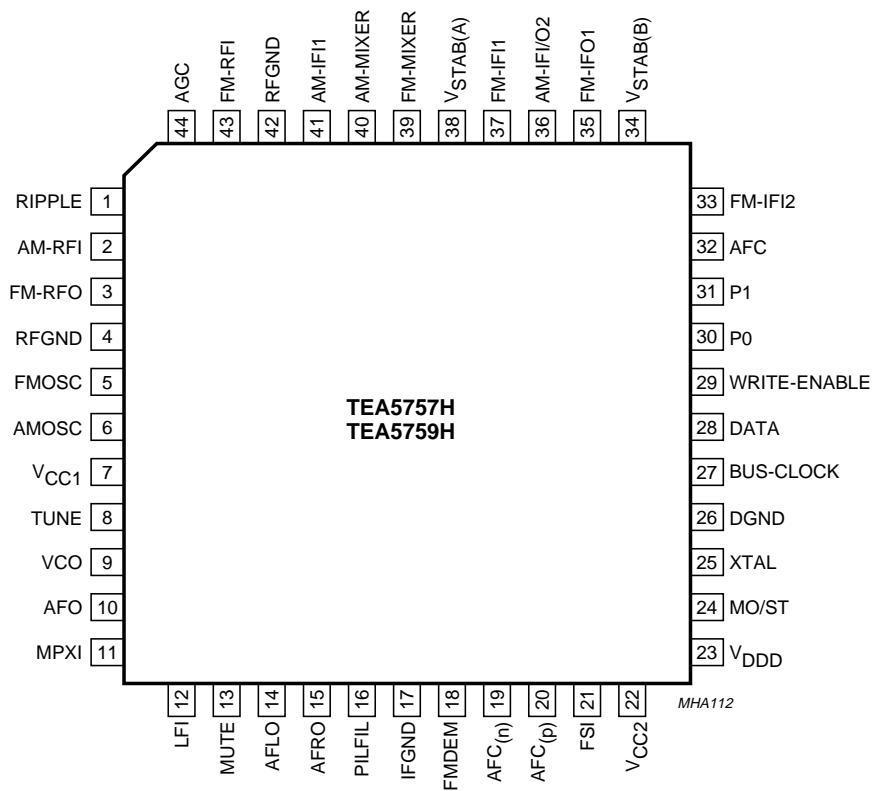 AGC
FM-RFI
RFGND
AM-IFI1
AM-MIXER
FM-MIXER
VSTAB(A)
FM-IFI1
AM-IFI/O2
FM-IFO1
VSTAB(B)
44 43 42 41 40 39 38 37 36 35 34
RIPPLE 1
AM-RFI 2
FM-RFO 3
RFGND 4
FMOSC 5
AMOSC 6
VCC1 7
TUNE 8
VCO 9
AFO 10
MPXI 11
TEA5757H
TEA5759H
33 FM-IFI2
32 AFC
31 P1
30 P0
29 WRITE-ENABLE
28 DATA
27 BUS-CLOCK
26 DGND
25 XTAL
24 MO/ST
23 VDDD
12 13 14 15 16 17 18 19 20 21 22
LFI
MUTE
AFLO
AFRO
PILFIL
IFGND
FMDEM
AFC(n)
AFC(p)
FSI
VCC2
MHA112